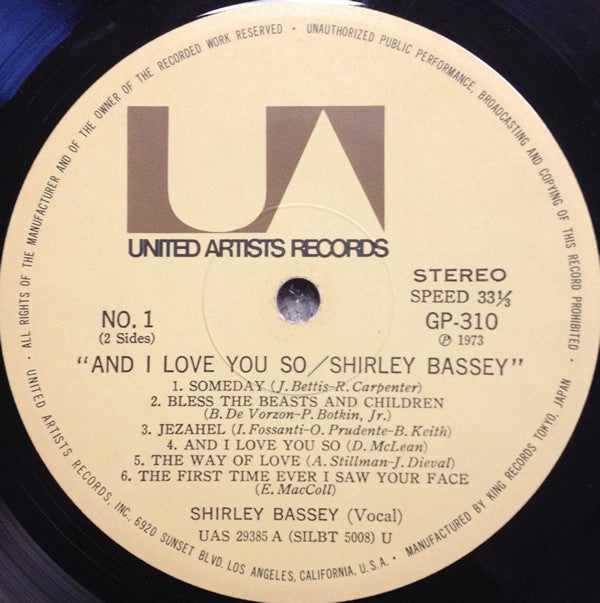 • ALL RIGHTS OF THE MANUFACTURER AND OF THE OWNER OF THE RECORDED WORK RESERVED • UNAUTHORIZED PUBLIC PERFORMANCE, BROADCASTING AND COPYING OF THIS RECORD PROHIBITED •
UA
UNITED ARTISTS RECORDS
STEREO
SPEED 33⅓
NO. 1
GP-310
(2 Sides)
℗ 1973
"AND I LOVE YOU SO/SHIRLEY BASSEY"
1. SOMEDAY (J. Bettis-R. Carpenter)
2. BLESS THE BEASTS AND CHILDREN
(B. De Vorzon-P. Botkin, Jr.)
3. JEZAHEL (I. Fossanti-O. Prudente-B. Keith)
4. AND I LOVE YOU SO (D. McLean)
5. THE WAY OF LOVE (A. Stillman-J. Dieval)
6. THE FIRST TIME EVER I SAW YOUR FACE
(E. MacColl)
SHIRLEY BASSEY (Vocal)
UAS 29385 A (SILBT 5008) U
UNITED ARTISTS RECORDS, INC., 6920 SUNSET BLVD. LOS ANGELES, CALIFORNIA, U.S.A. • MANUFACTURED BY KING RECORDS TOKYO, JAPAN